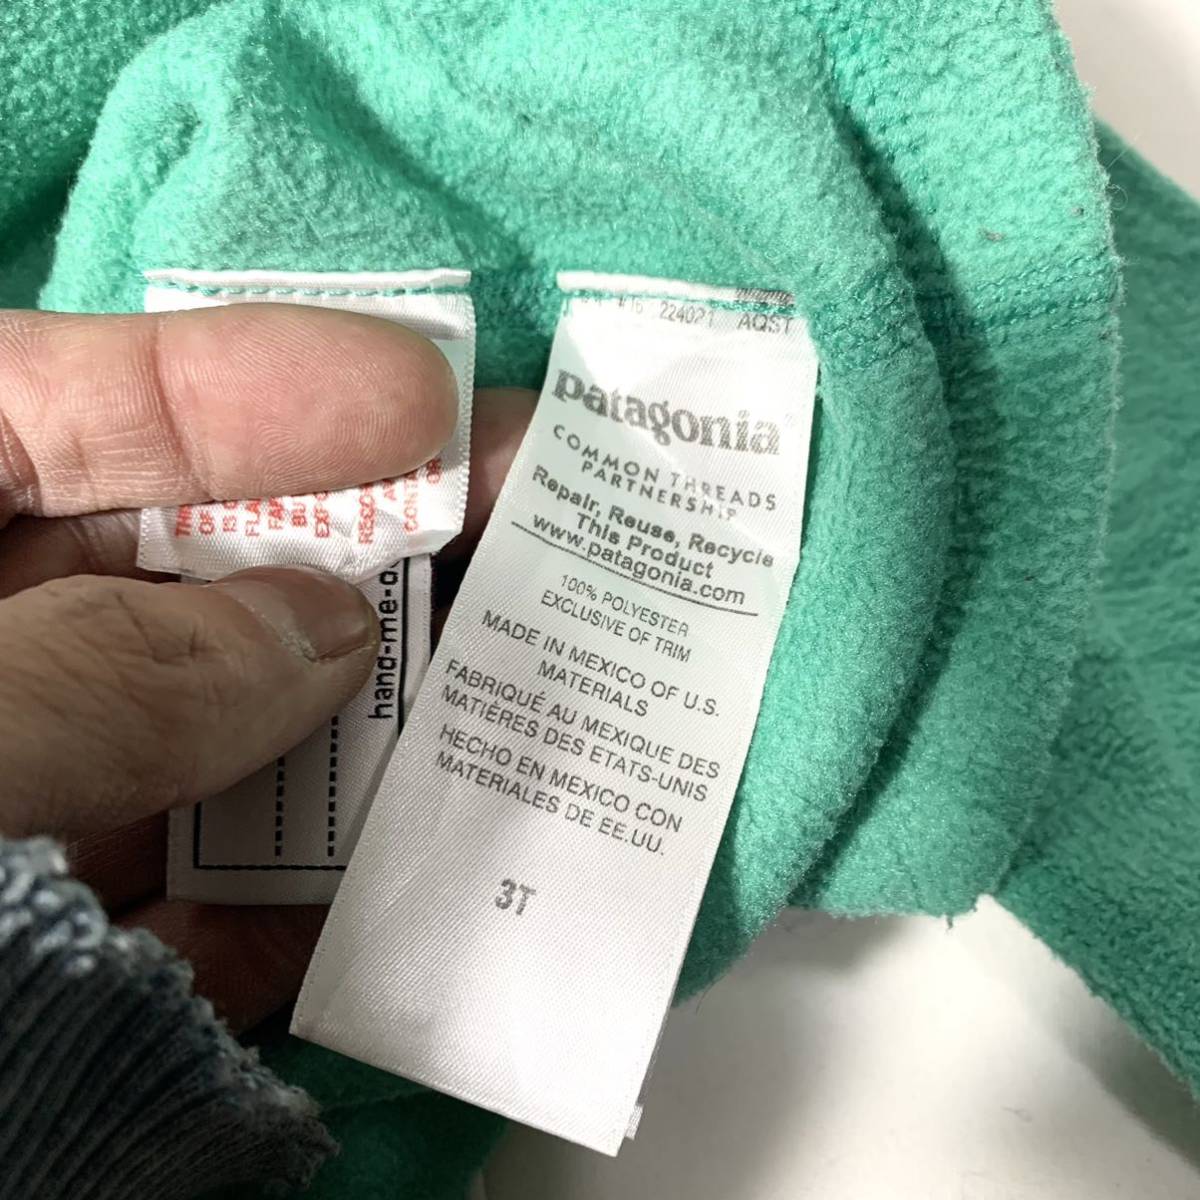 #16 224021 AQST
patagonia
COMMON THREADS
PARTNERSHIP
Repair, Reuse, Recycle
This Product
www.patagonia.com
100% POLYESTER
EXCLUSIVE OF TRIM
MADE IN MEXICO OF U.S.
MATERIALS
FABRIQUÉ AU MEXIQUE DES
MATIÈRES DES ETATS-UNIS
HECHO EN MEXICO CON
MATERIALES DE EE.UU.
3T
hand-me-d